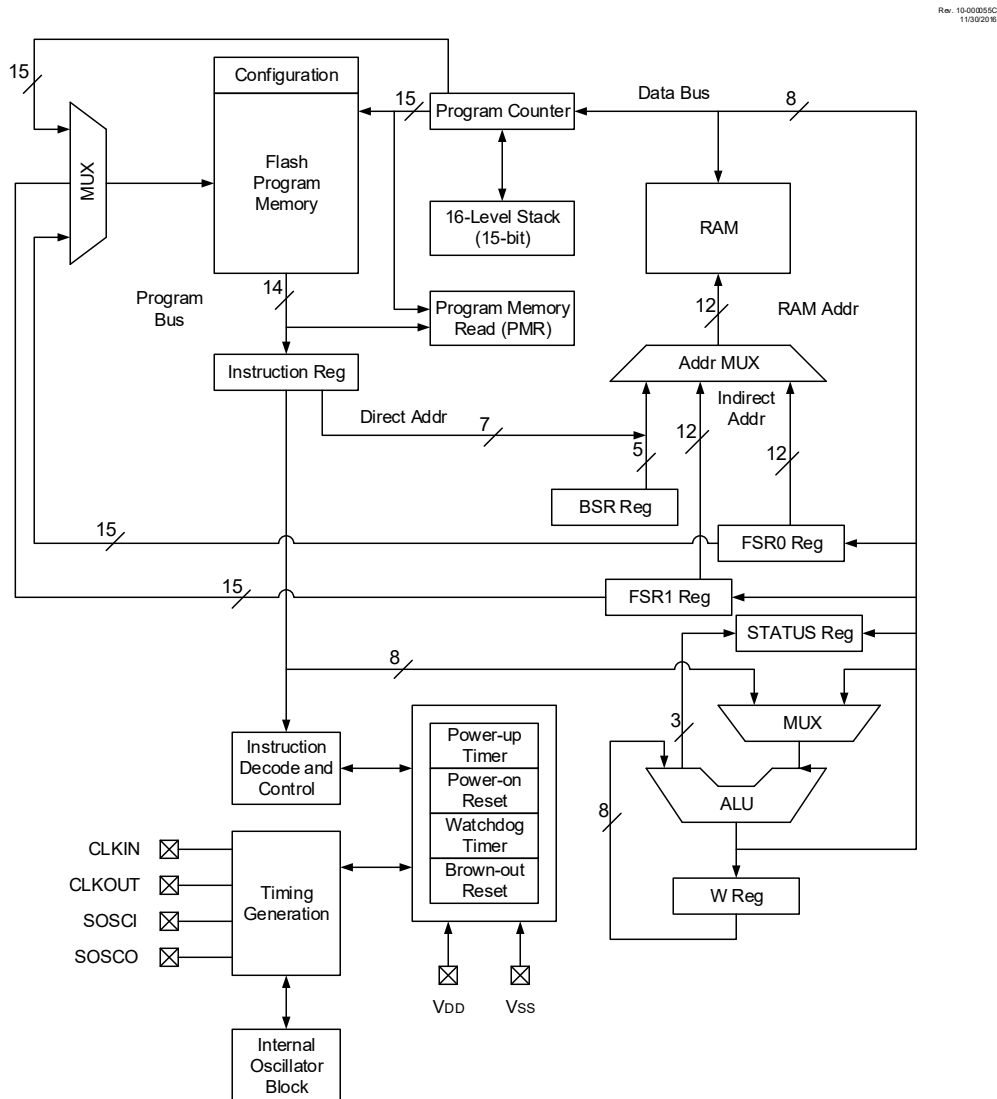 Rev. 10-000055C
11/30/2016
15
Configuration
15
Program Counter
Data Bus
8
MUX
Flash
Program
Memory
16-Level Stack
(15-bit)
RAM
14
Program
Bus
Program Memory
Read (PMR)
12
RAM Addr
Instruction Reg
Addr MUX
Direct Addr
7
Indirect
Addr
5
12
12
BSR Reg
15
FSR0 Reg
15
FSR1 Reg
STATUS Reg
8
3
MUX
Instruction
Decode and
Control
Power-up
Timer
Power-on
Reset
Watchdog
Timer
Brown-out
Reset
8
ALU
CLKIN
CLKOUT
SOSCI
SOSCO
Timing
Generation
W Reg
VDD
VSS
Internal
Oscillator
Block